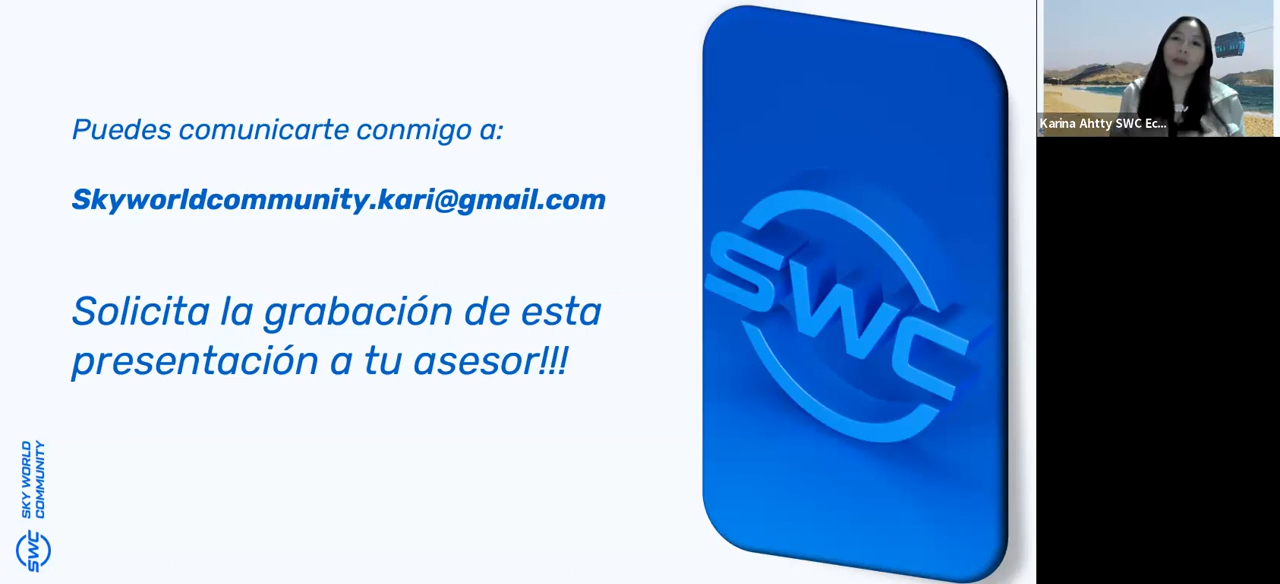 Puedes comunicarte conmigo a:
Skyworldcommunity.kari@gmail.com
Solicita la grabación de esta
presentación a tu asesor!!!
SWC
SWC SKY WORLD
COMMUNITY
Karina Ahtty SWC Ec...